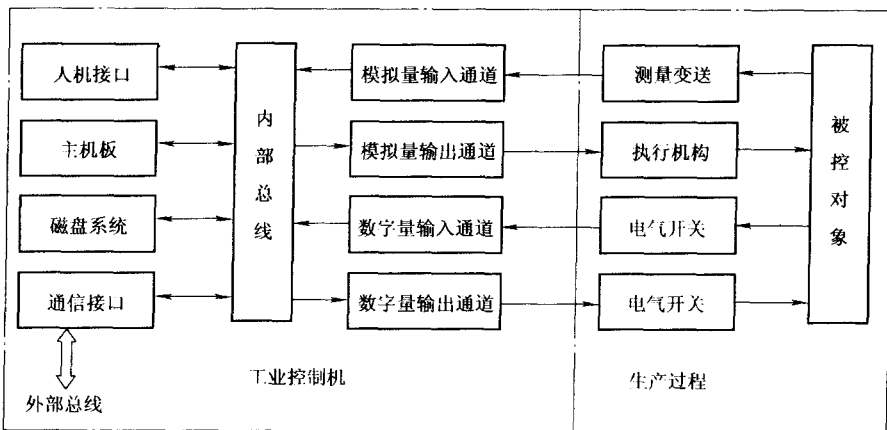 人机接口
模拟量输入通道
测量变送
主机板
内部总线
模拟量输出通道
执行机构
被控对象
磁盘系统
数字量输入通道
电气开关
通信接口
数字量输出通道
电气开关
工业控制机
生产过程
外部总线